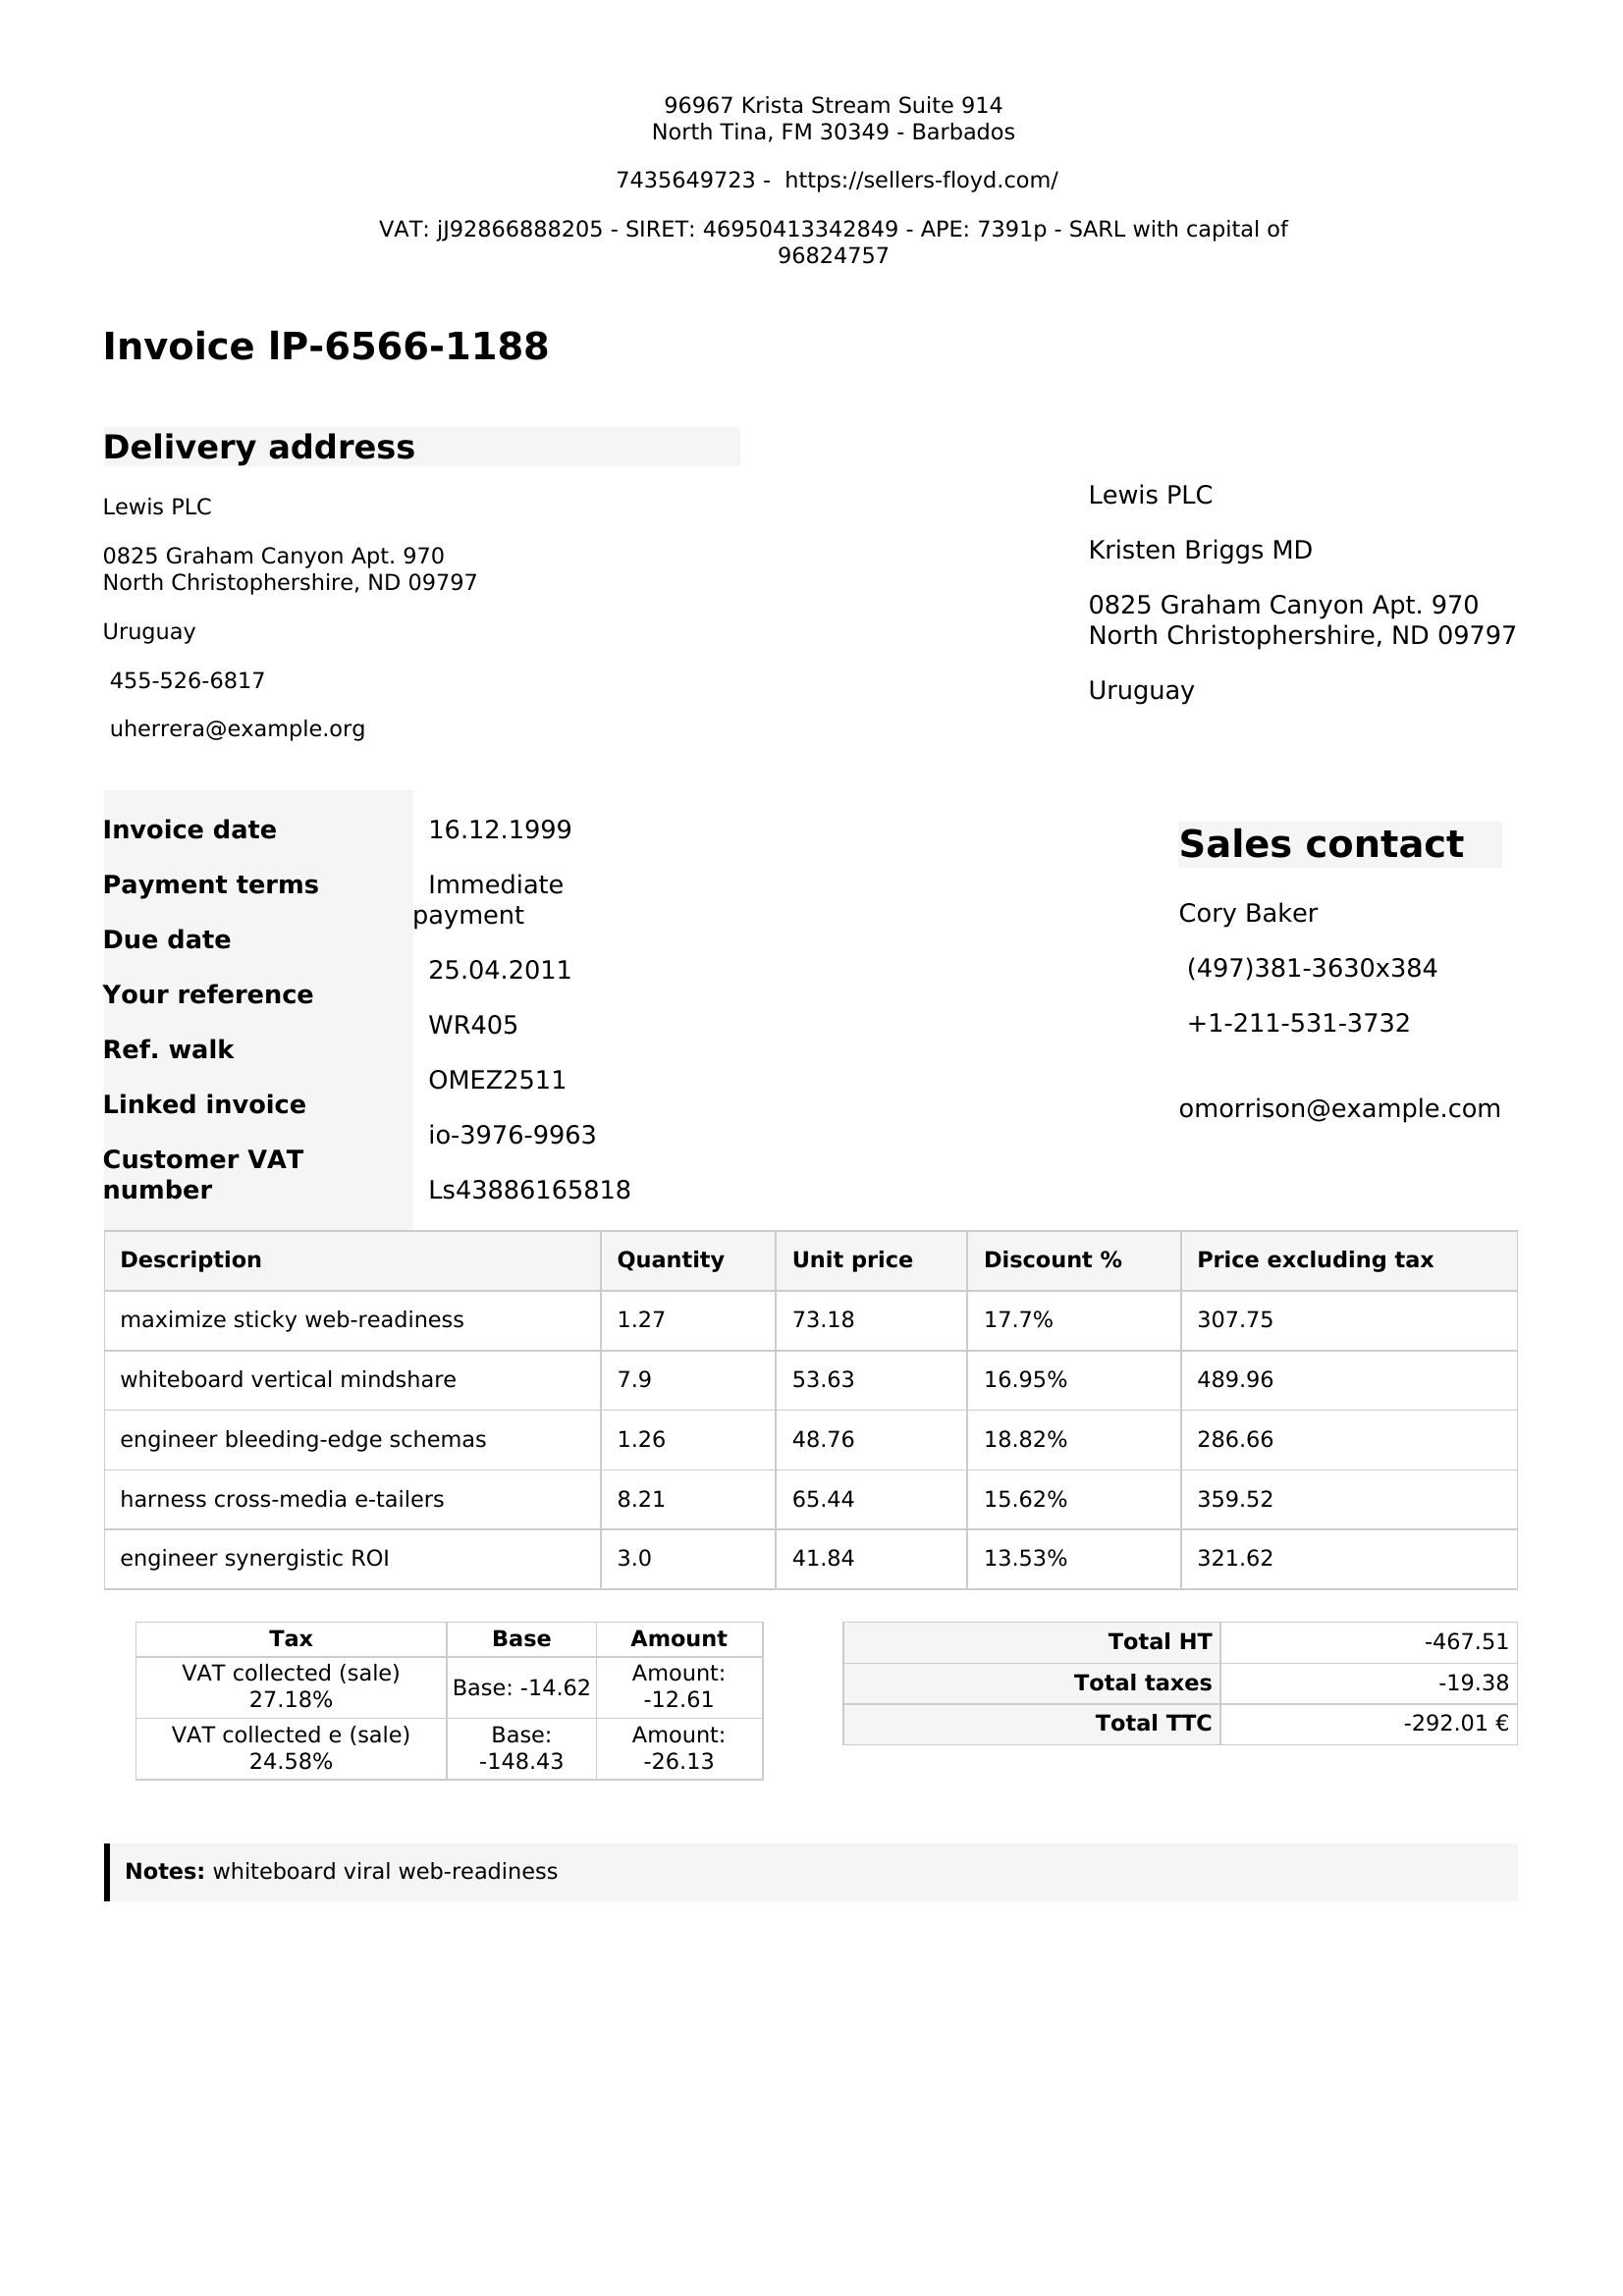 96967 Krista Stream Suite 914
North Tina, FM 30349 - Barbados
7435649723 -  https://sellers-floyd.com/
VAT: jJ92866888205 - SIRET: 46950413342849 - APE: 7391p - SARL with capital of
96824757
Invoice lP-6566-1188
Delivery address
Lewis PLC
0825 Graham Canyon Apt. 970
North Christophershire, ND 09797
Uruguay
455-526-6817
uherrera@example.org
Lewis PLC
Kristen Briggs MD
0825 Graham Canyon Apt. 970
North Christophershire, ND 09797
Uruguay
Invoice date
Payment terms
Due date
Your reference
Ref. walk
Linked invoice
Customer VAT
number
16.12.1999
Immediate
payment
25.04.2011
WR405
OMEZ2511
io-3976-9963
Ls43886165818
Sales contact
Cory Baker
(497)381-3630x384
+1-211-531-3732
omorrison@example.com
Description Quantity Unit price Discount % Price excluding tax
maximize sticky web-readiness 1.27 73.18 17.7% 307.75
whiteboard vertical mindshare 7.9 53.63 16.95% 489.96
engineer bleeding-edge schemas 1.26 48.76 18.82% 286.66
harness cross-media e-tailers 8.21 65.44 15.62% 359.52
engineer synergistic ROI 3.0 41.84 13.53% 321.62
Tax Base Amount
VAT collected (sale)
27.18%
Base: -14.62
Amount:
-12.61
VAT collected e (sale)
24.58%
Base:
-148.43
Amount:
-26.13
Total HT -467.51
Total taxes -19.38
Total TTC -292.01 €
Notes: whiteboard viral web-readiness